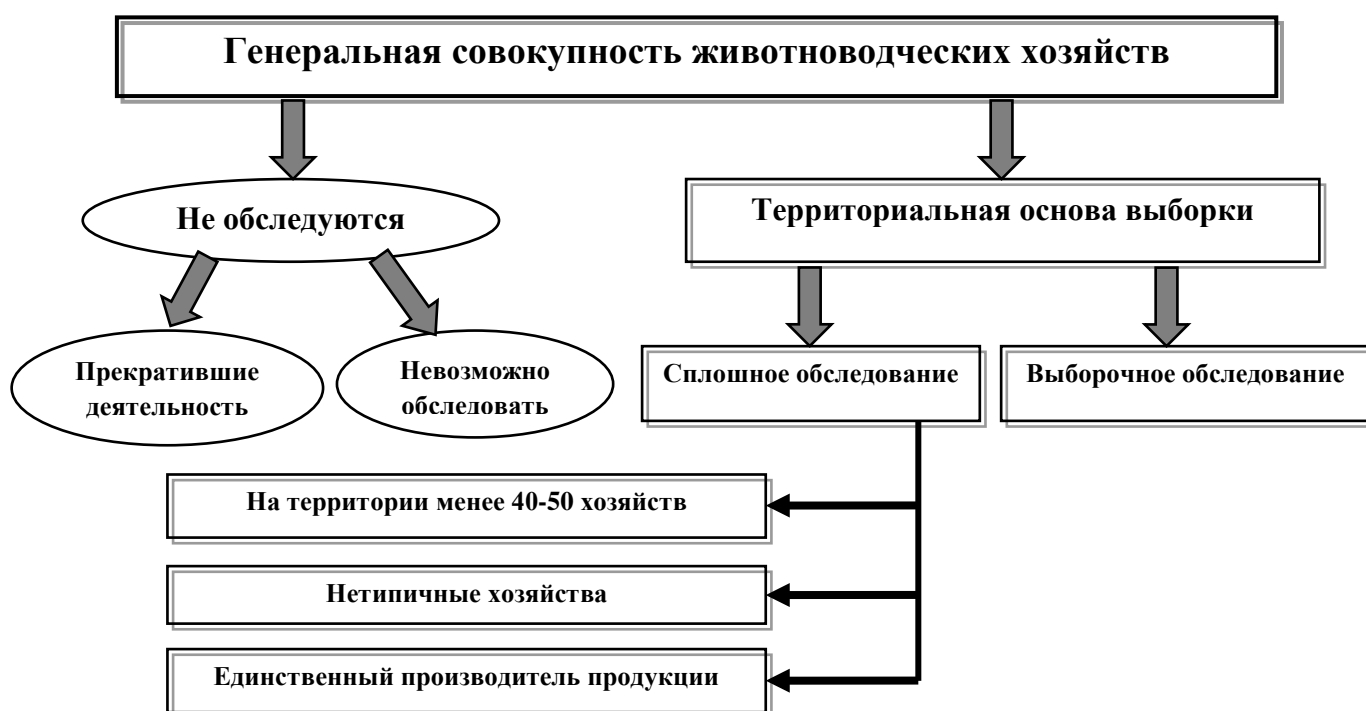 Генеральная совокупность животноводческих хозяйств
Не обследуются
Территориальная основа выборки
Прекратившие
деятельность
Невозможно
обследовать
Сплошное обследование
Выборочное обследование
На территории менее 40-50 хозяйств
Нетипичные хозяйства
Единственный производитель продукции